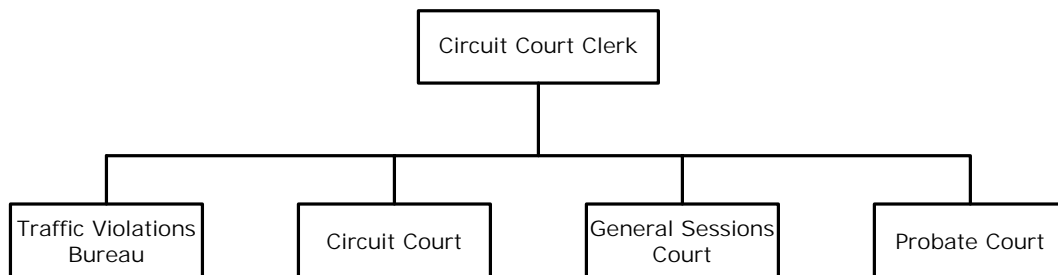 Circuit Court Clerk
Traffic Violations
Bureau
Circuit Court
General Sessions
Court
Probate Court